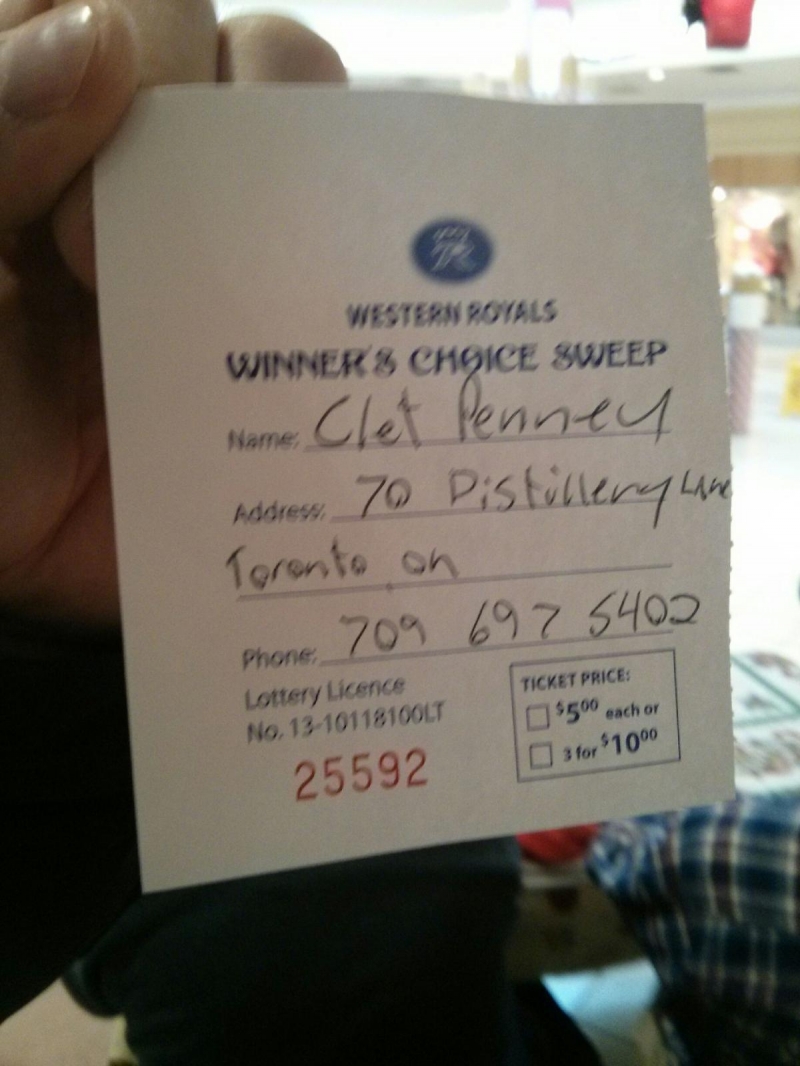 WESTERN ROYALS
WINNER'S CHOICE SWEEP
Name: Clet Penney
Address: 70 Distillery Lane
Toronto on
Phone: 709 697 5402
Lottery Licence
No. 13-10118100LT
25592
TICKET PRICE:
$5.00 each or
3 for $10.00